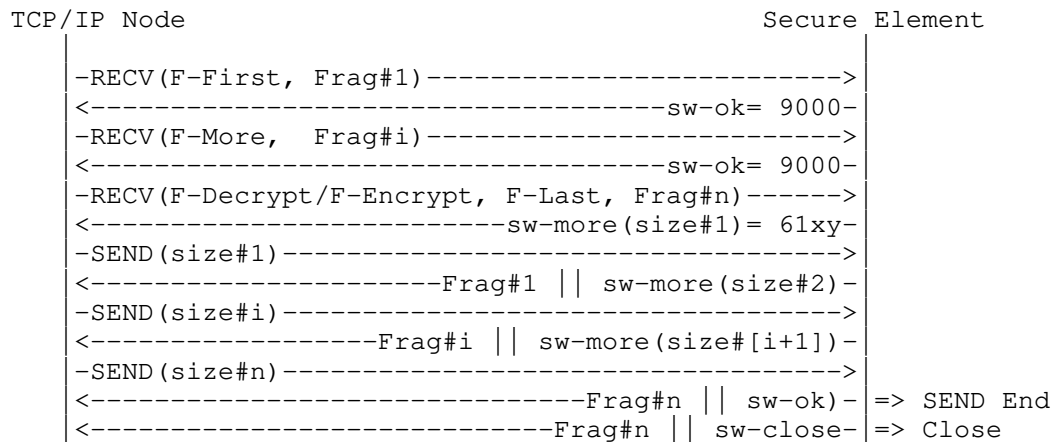 TCP/IP Node                                    Secure Element
    |                                                 |
    |-RECV(F-First, Frag#1)-------------------------->|
    |<------------------------------------sw-ok= 9000-|
    |-RECV(F-More,  Frag#i)-------------------------->|
    |<------------------------------------sw-ok= 9000-|
    |-RECV(F-Decrypt/F-Encrypt, F-Last, Frag#n)------>|
    |<--------------------------sw-more(size#1)= 61xy-|
    |-SEND(size#1)----------------------------------->|
    |<----------------------Frag#1 || sw-more(size#2)-|
    |-SEND(size#i)----------------------------------->|
    |<------------------Frag#i || sw-more(size#[i+1])-|
    |-SEND(size#n)----------------------------------->|
    |<-------------------------------Frag#n || sw-ok)-|=> SEND End
    |<-----------------------------Frag#n || sw-close-|=> Close